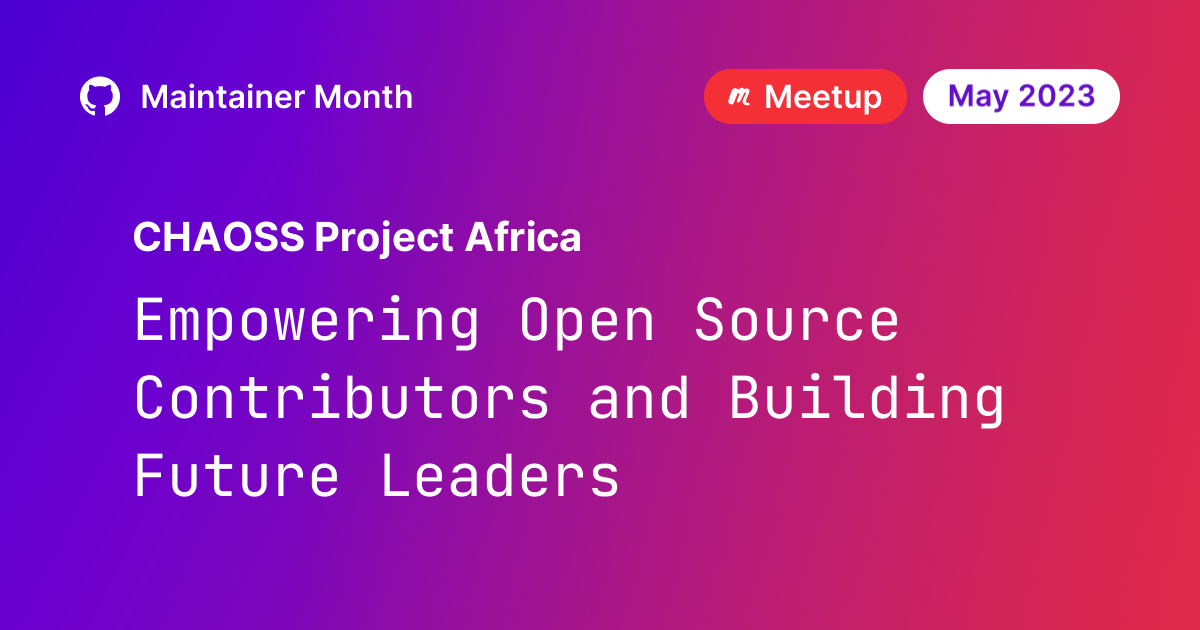 Maintainer Month
Meetup
May 2023
CHAOSS Project Africa
Empowering Open Source
Contributors and Building
Future Leaders